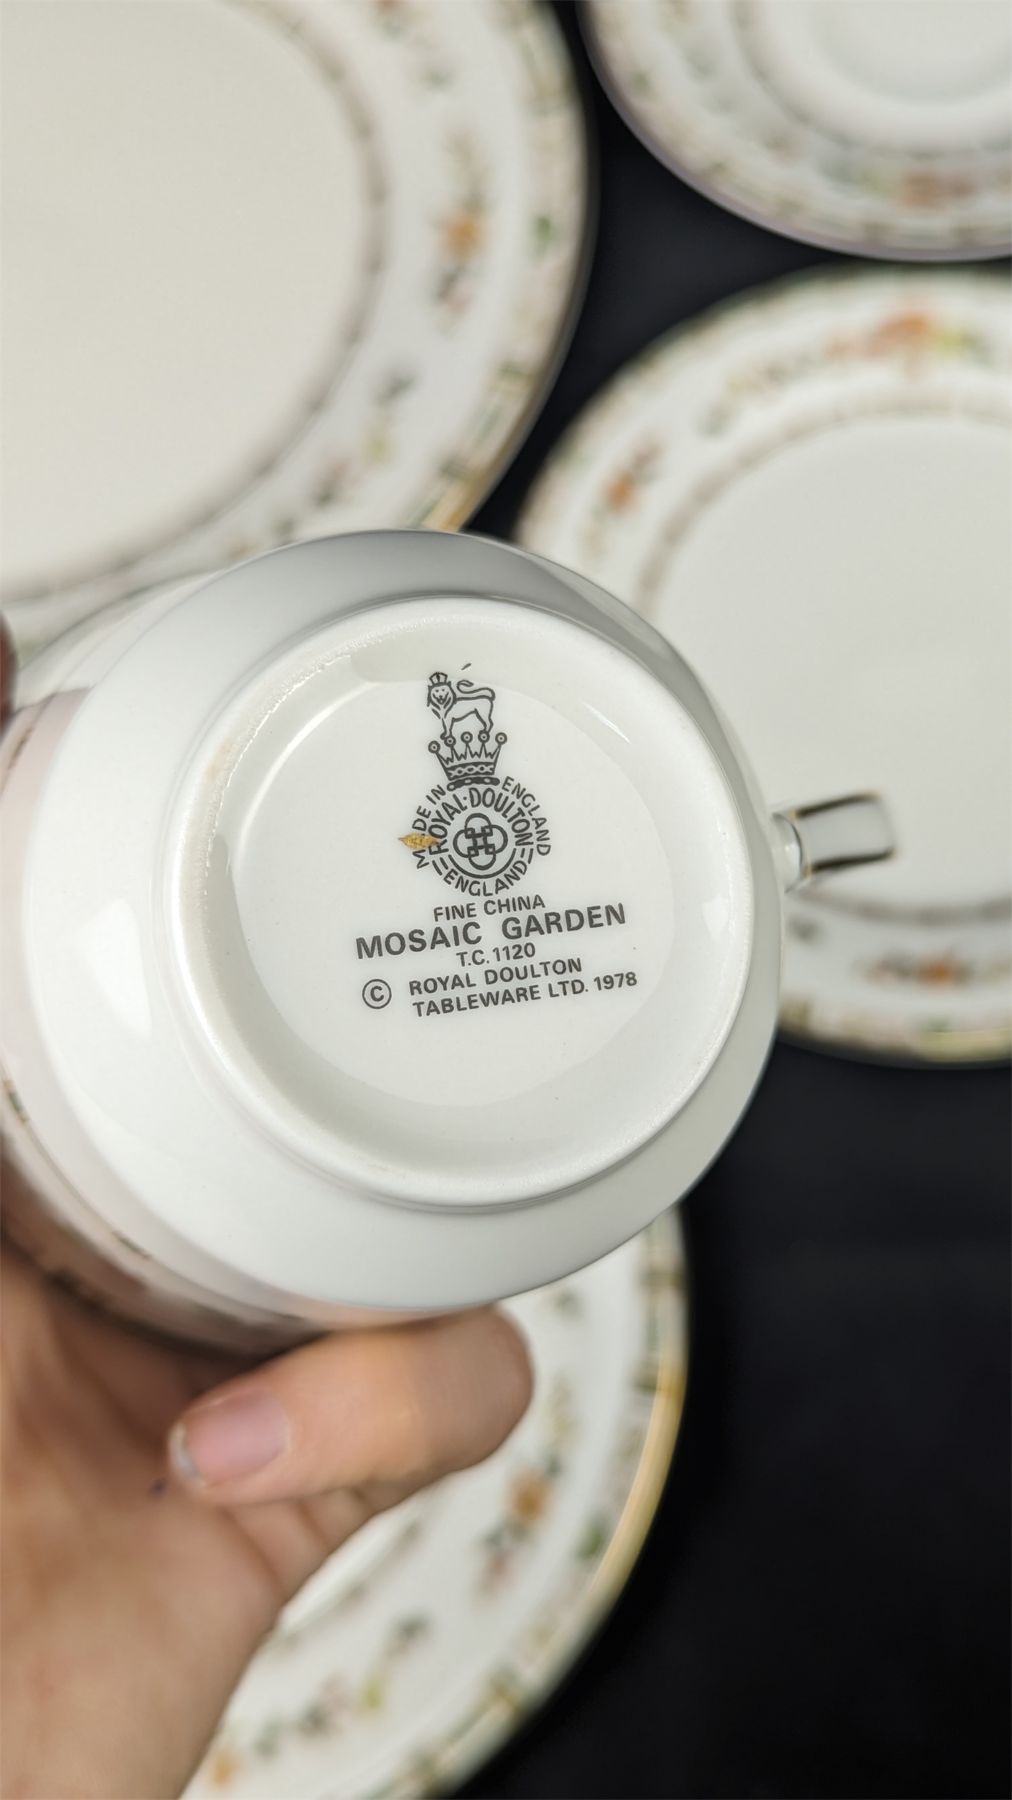 MADE IN ENGLAND
ROYAL·DOULTON
ENGLAND
FINE CHINA
MOSAIC GARDEN
T.C. 1120
© ROYAL DOULTON
TABLEWARE LTD. 1978